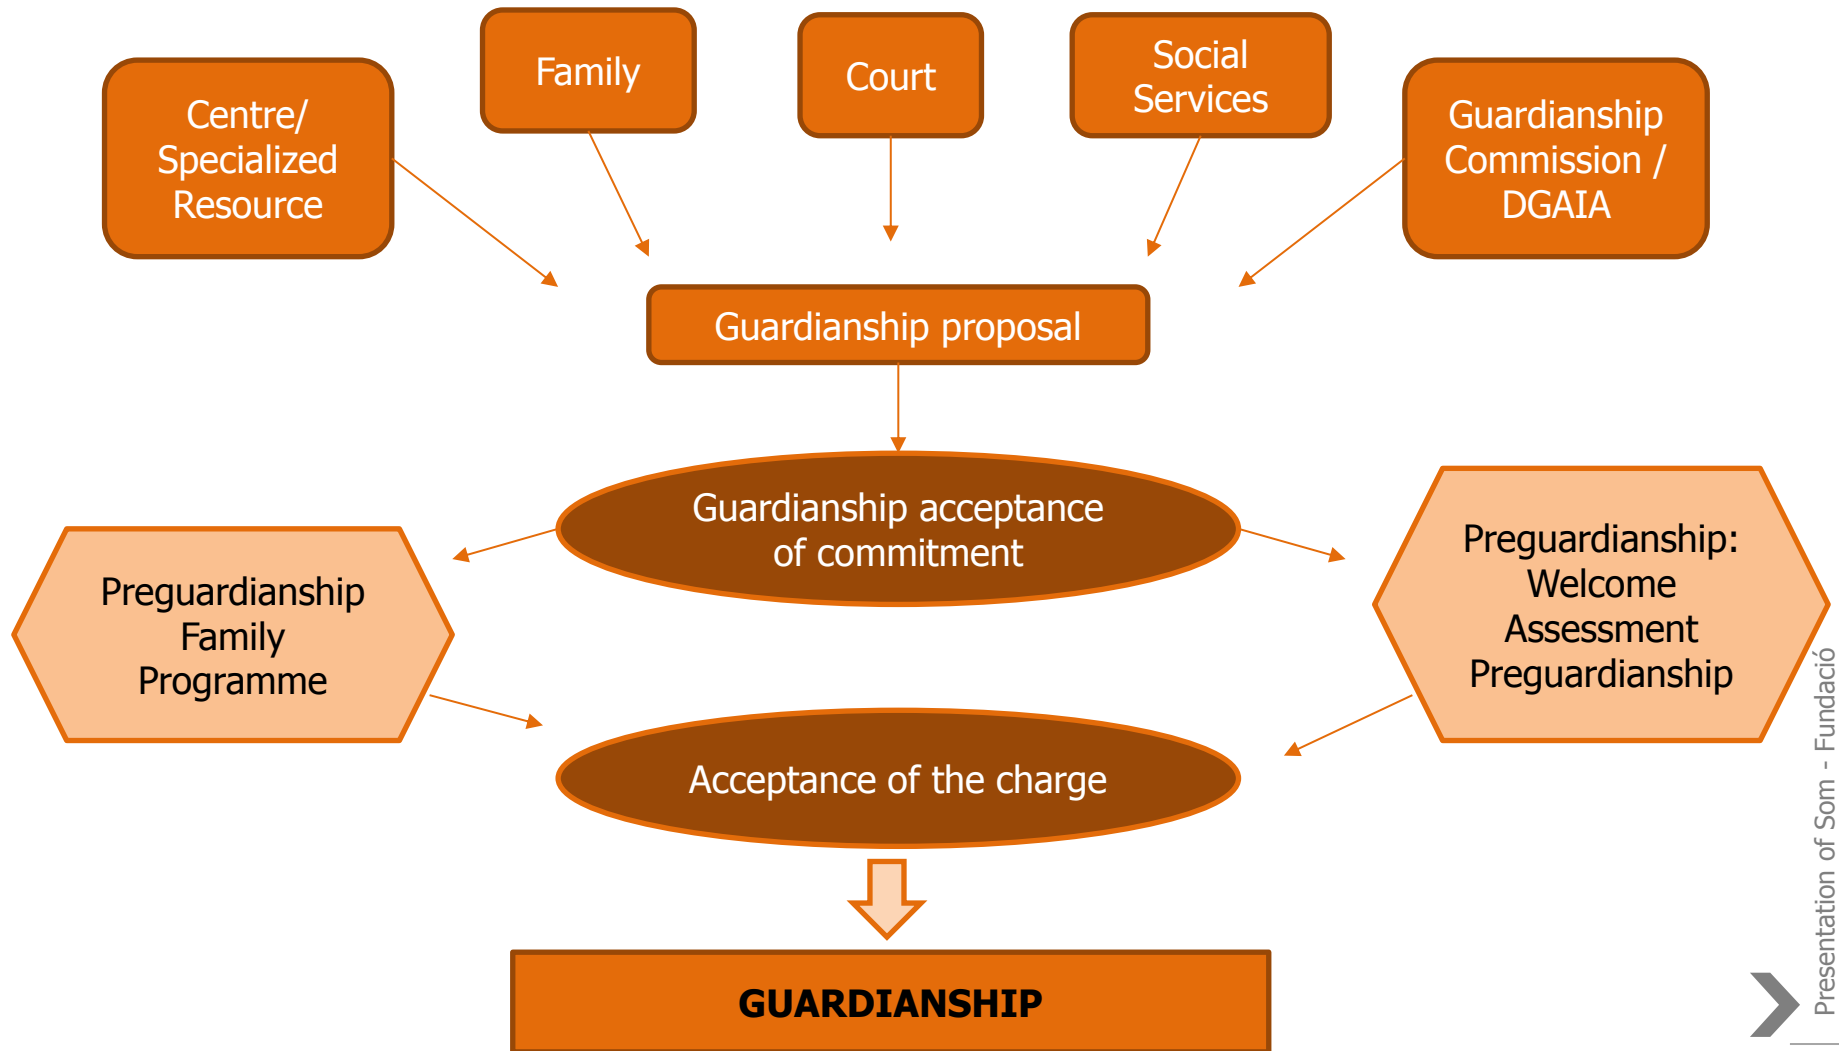 Centre/
Specialized
Resource
Family
Court
Social
Services
Guardianship
Commission /
DGAIA
Guardianship proposal
Guardianship acceptance
of commitment
Preguardianship
Family
Programme
Preguardianship:
Welcome
Assessment
Preguardianship
Acceptance of the charge
GUARDIANSHIP
Presentation of Som - Fundació